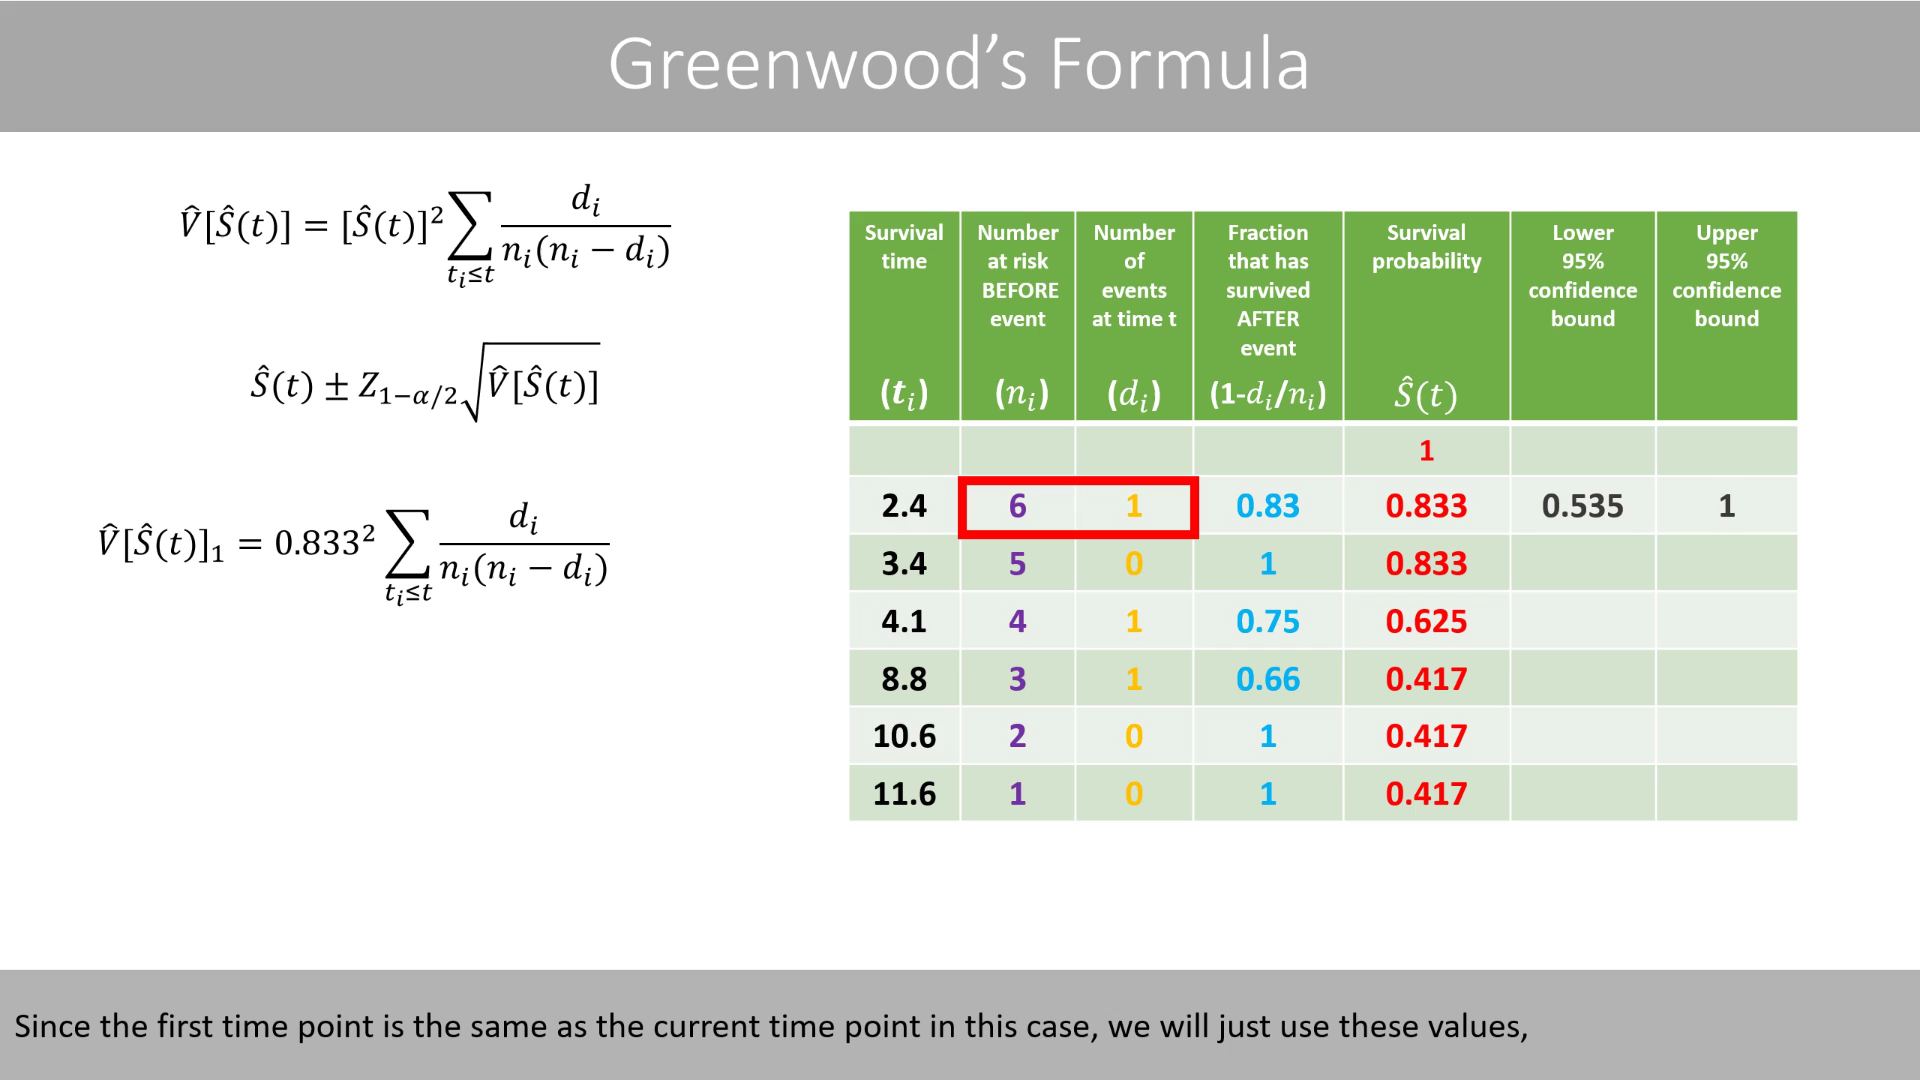 Greenwood’s Formula
V̂[Ŝ(t)] = [Ŝ(t)]² ∑_{tᵢ≤t} dᵢ / nᵢ(nᵢ − dᵢ)
Ŝ(t) ± Z_{1−α/2} √V̂[Ŝ(t)]
V̂[Ŝ(t)]₁ = 0.833² ∑_{tᵢ≤t} dᵢ / nᵢ(nᵢ − dᵢ)
Survival time (tᵢ) | Number at risk BEFORE event (nᵢ) | Number of events at time t (dᵢ) | Fraction that has survived AFTER event (1-dᵢ/nᵢ) | Survival probability Ŝ(t) | Lower 95% confidence bound | Upper 95% confidence bound
1
2.4 6 1 0.83 0.833 0.535 1
3.4 5 0 1 0.833
4.1 4 1 0.75 0.625
8.8 3 1 0.66 0.417
10.6 2 0 1 0.417
11.6 1 0 1 0.417
Since the first time point is the same as the current time point in this case, we will just use these values,